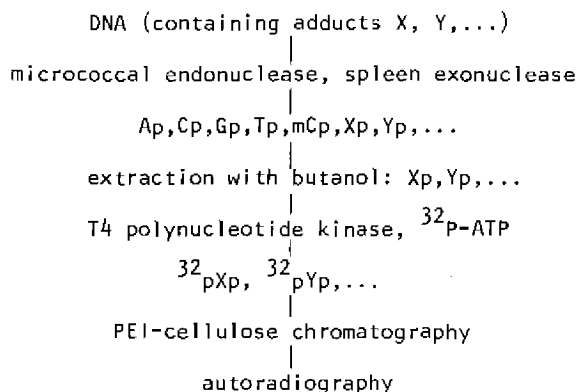 DNA (containing adducts X, Y,...)
micrococcal endonuclease, spleen exonuclease
Ap,Cp,Gp,Tp,mCp,Xp,Yp,...
extraction with butanol: Xp,Yp,...
T4 polynucleotide kinase, ³²P-ATP
³²pXp, ³²pYp,...
PEI-cellulose chromatography
autoradiography